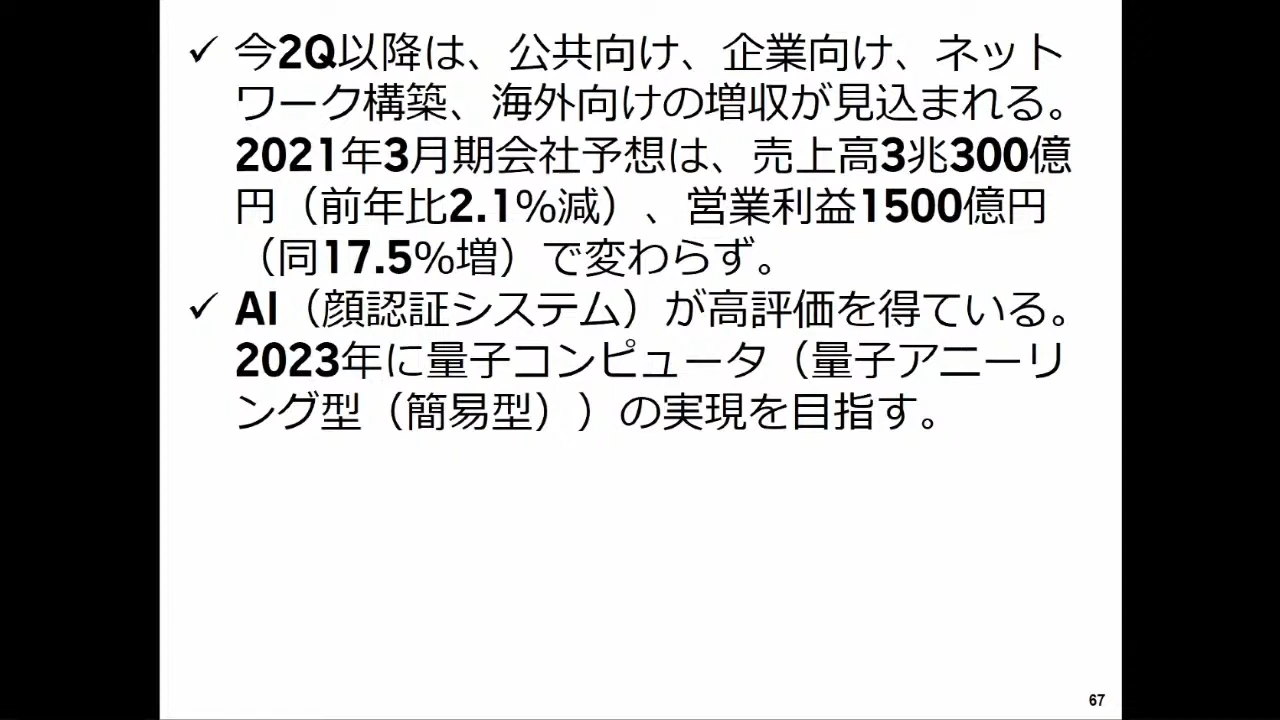 ✓ 今2Q以降は、公共向け、企業向け、ネット
ワーク構築、海外向けの増収が見込まれる。
2021年3月期会社予想は、売上高3兆300億
円（前年比2.1%減）、営業利益1500億円
（同17.5%増）で変わらず。
✓ AI（顔認証システム）が高評価を得ている。
2023年に量子コンピュータ（量子アニーリ
ング型（簡易型））の実現を目指す。
67